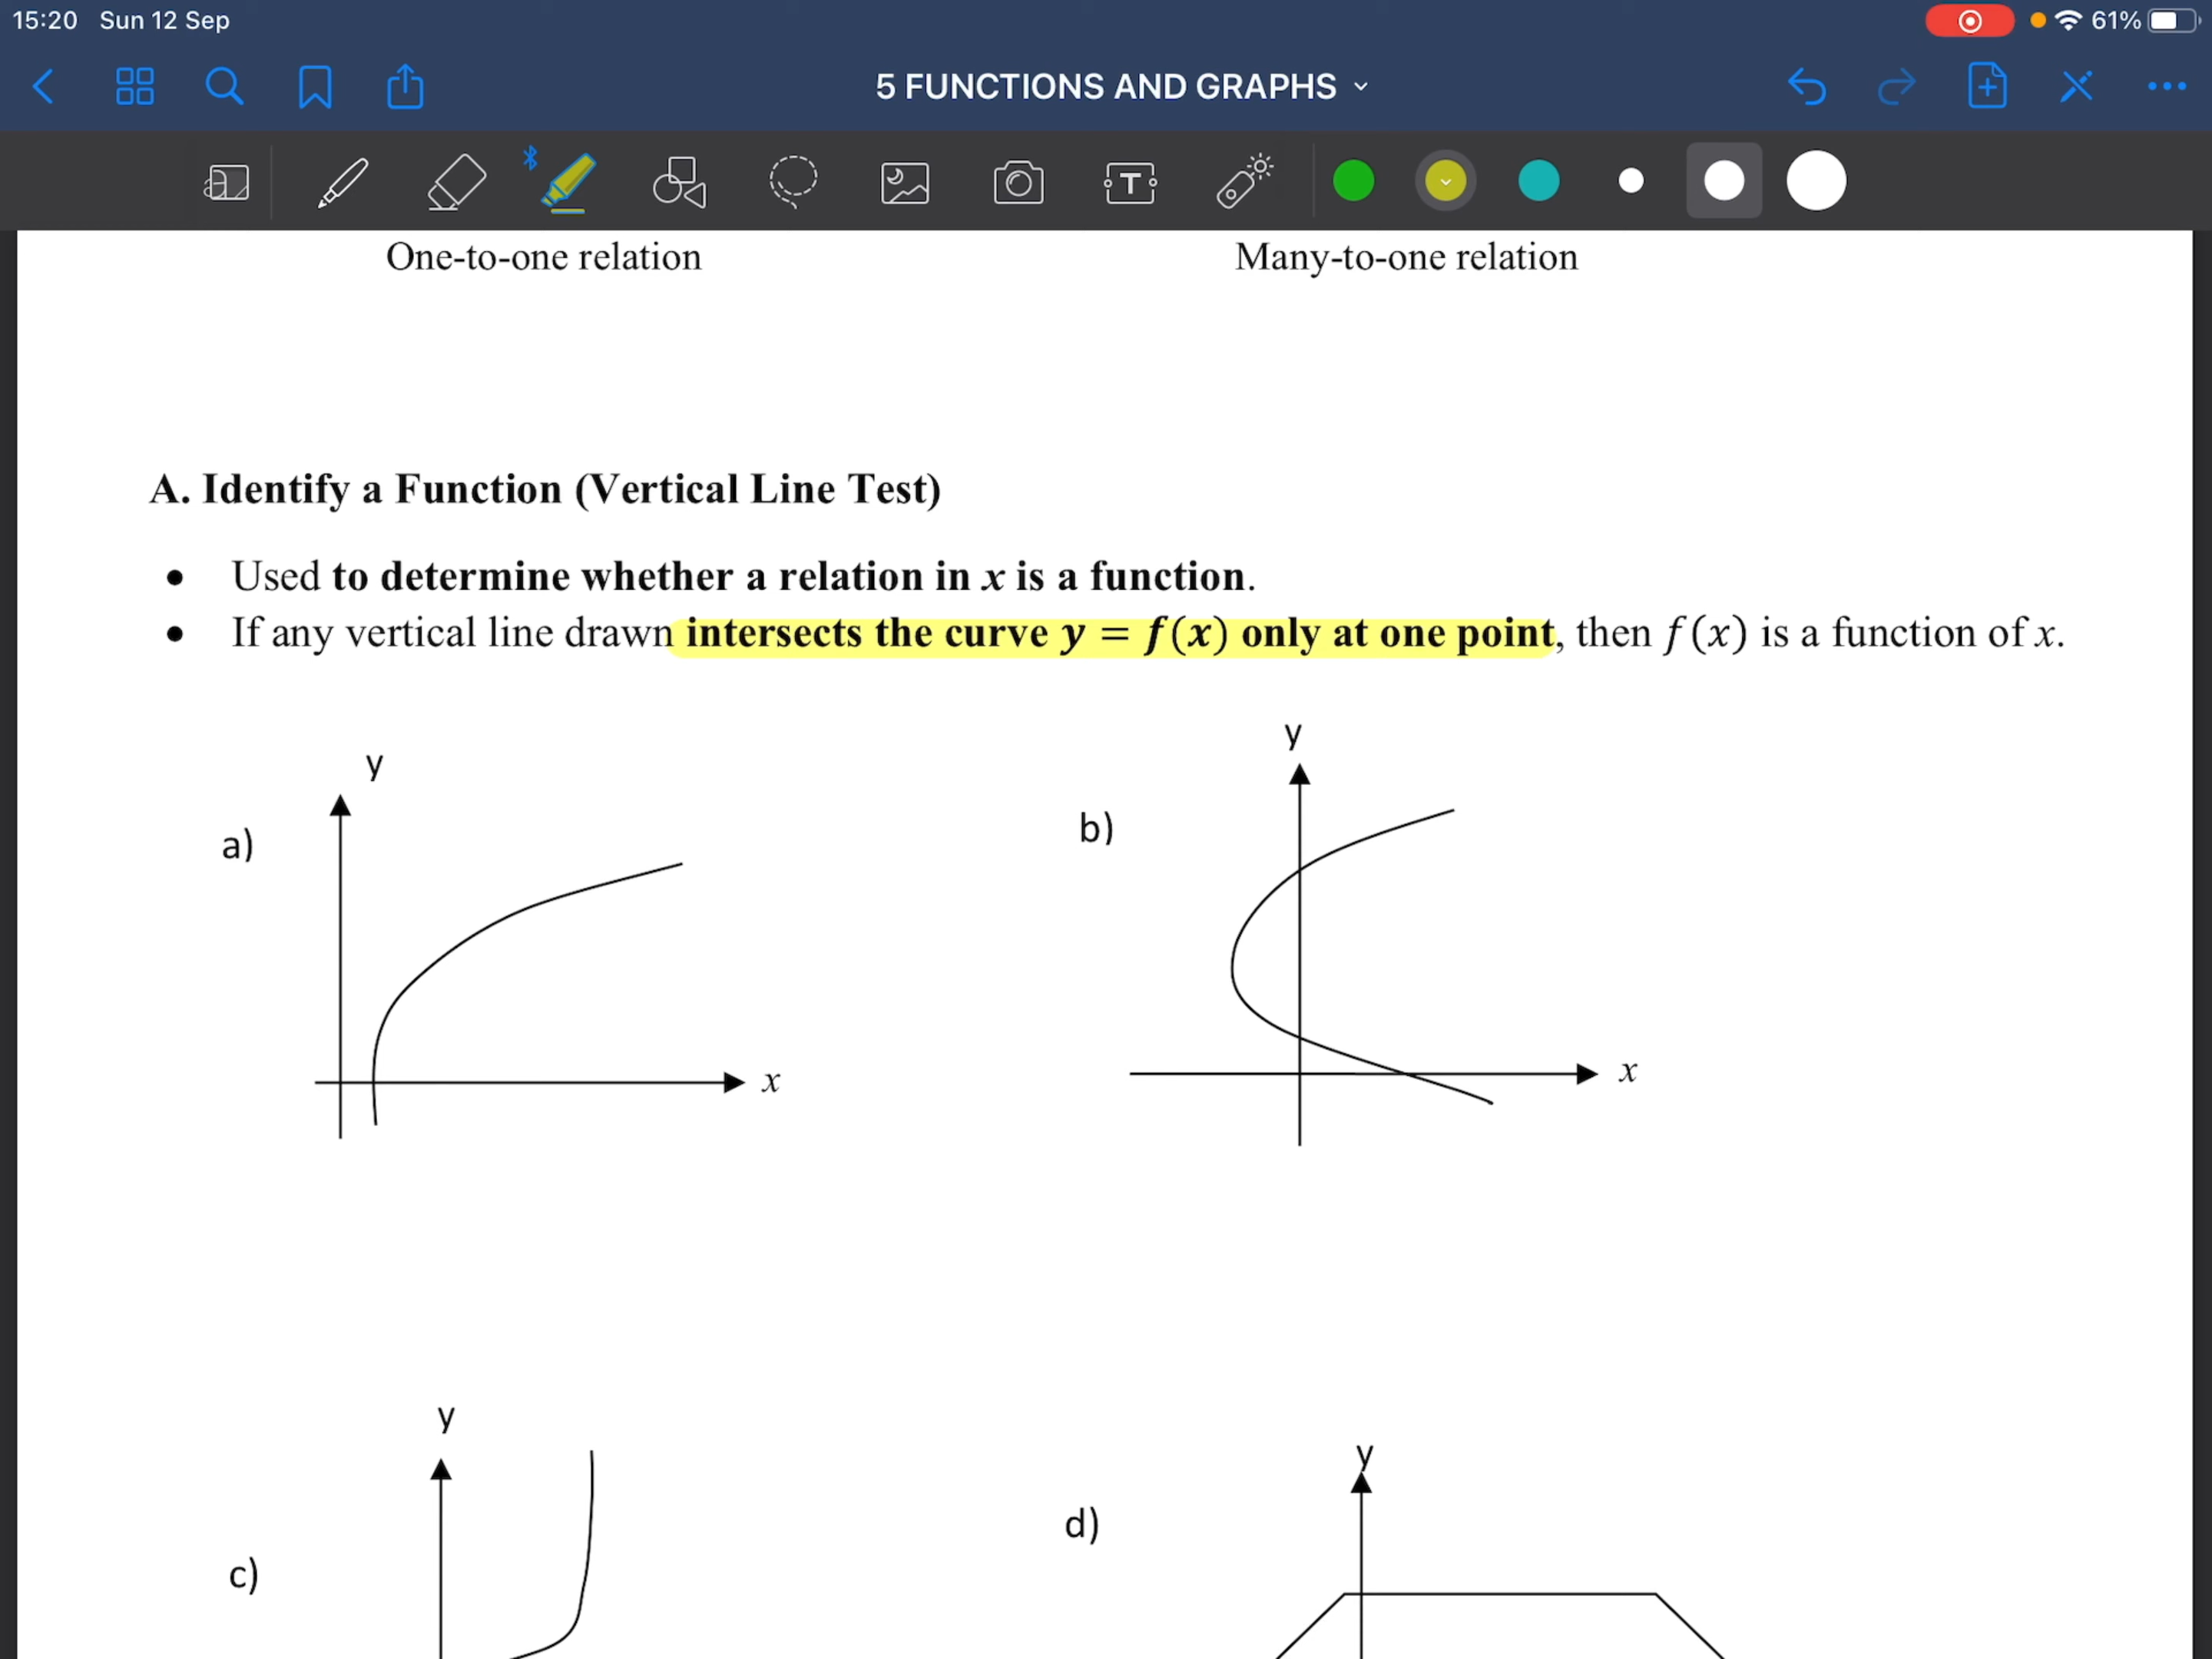 15:20 Sun 12 Sep
61%
5 FUNCTIONS AND GRAPHS
One-to-one relation
Many-to-one relation
A. Identify a Function (Vertical Line Test)
• Used to determine whether a relation in x is a function.
• If any vertical line drawn intersects the curve y = f(x) only at one point, then f(x) is a function of x.
y
y
a)
b)
x
x
y
y
c)
d)